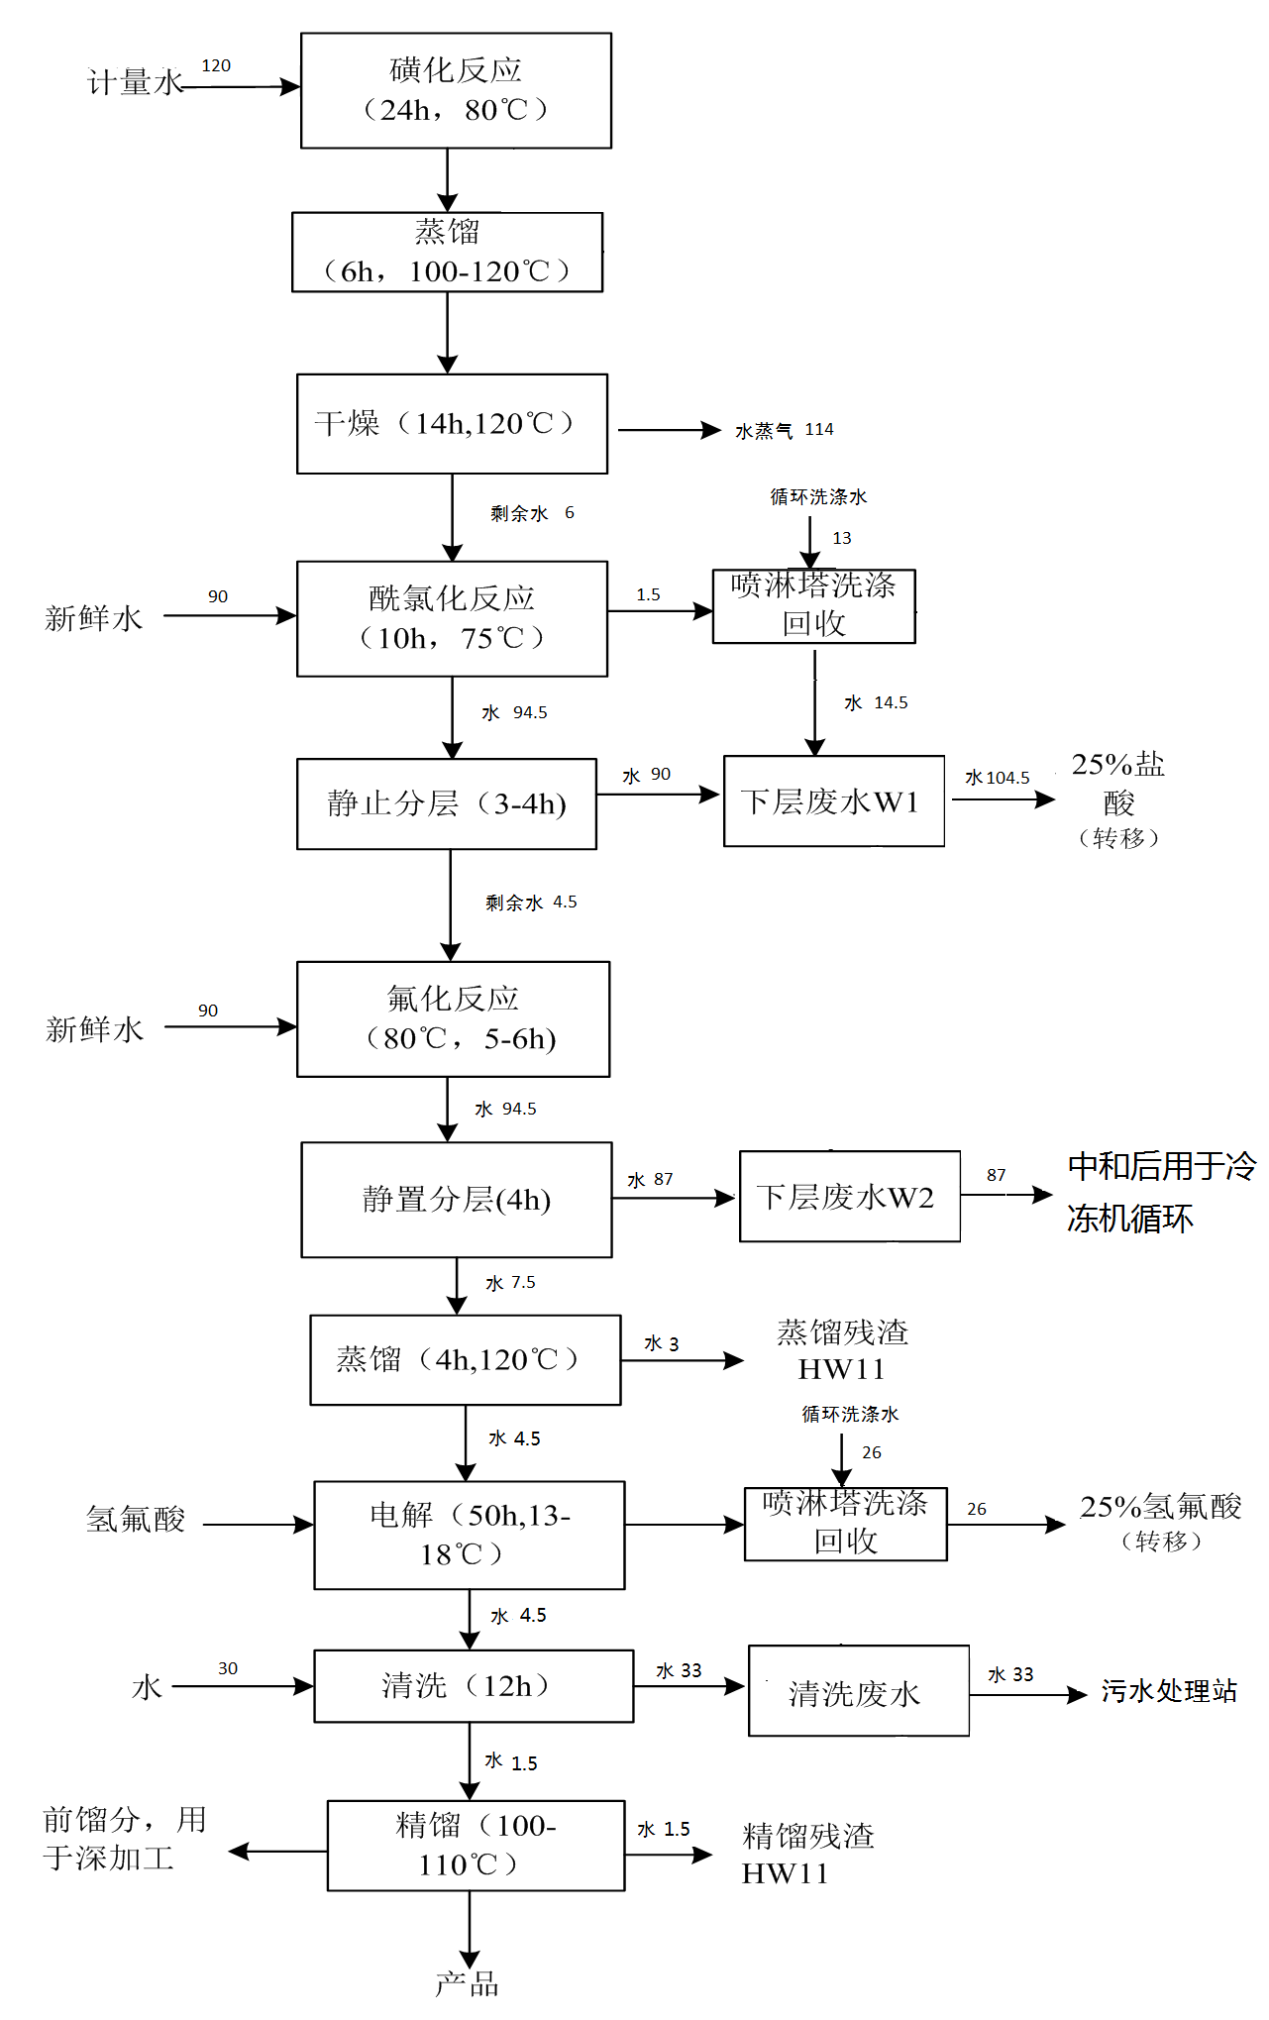 计量水
120
磺化反应
（24h，80℃）
蒸馏
（6h，100-120℃）
干燥（14h,120℃）
水蒸气 114
剩余水 6
循环洗涤水
13
新鲜水
90
酰氯化反应
（10h，75℃）
1.5
喷淋塔洗涤
回收
水 94.5
水 14.5
静止分层（3-4h)
水 90
下层废水W1
水104.5
25%盐
酸
（转移）
剩余水 4.5
新鲜水
90
氟化反应
（80℃，5-6h)
水 94.5
静置分层(4h)
水 87
下层废水W2
87
中和后用于冷
冻机循环
水 7.5
蒸馏（4h,120℃）
水 3
蒸馏残渣
HW11
水 4.5
循环洗涤水
26
氢氟酸
电解（50h,13-
18℃）
喷淋塔洗涤
回收
26
25%氢氟酸
（转移）
水 4.5
水
30
清洗（12h）
水 33
清洗废水
水 33
污水处理站
水 1.5
前馏分，用
于深加工
精馏（100-
110℃）
水 1.5
精馏残渣
HW11
产品